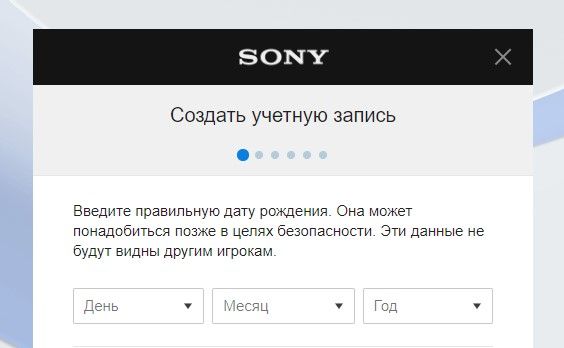 SONY
Создать учетную запись
Введите правильную дату рождения. Она может
понадобиться позже в целях безопасности. Эти данные не
будут видны другим игрокам.
День Месяц Год